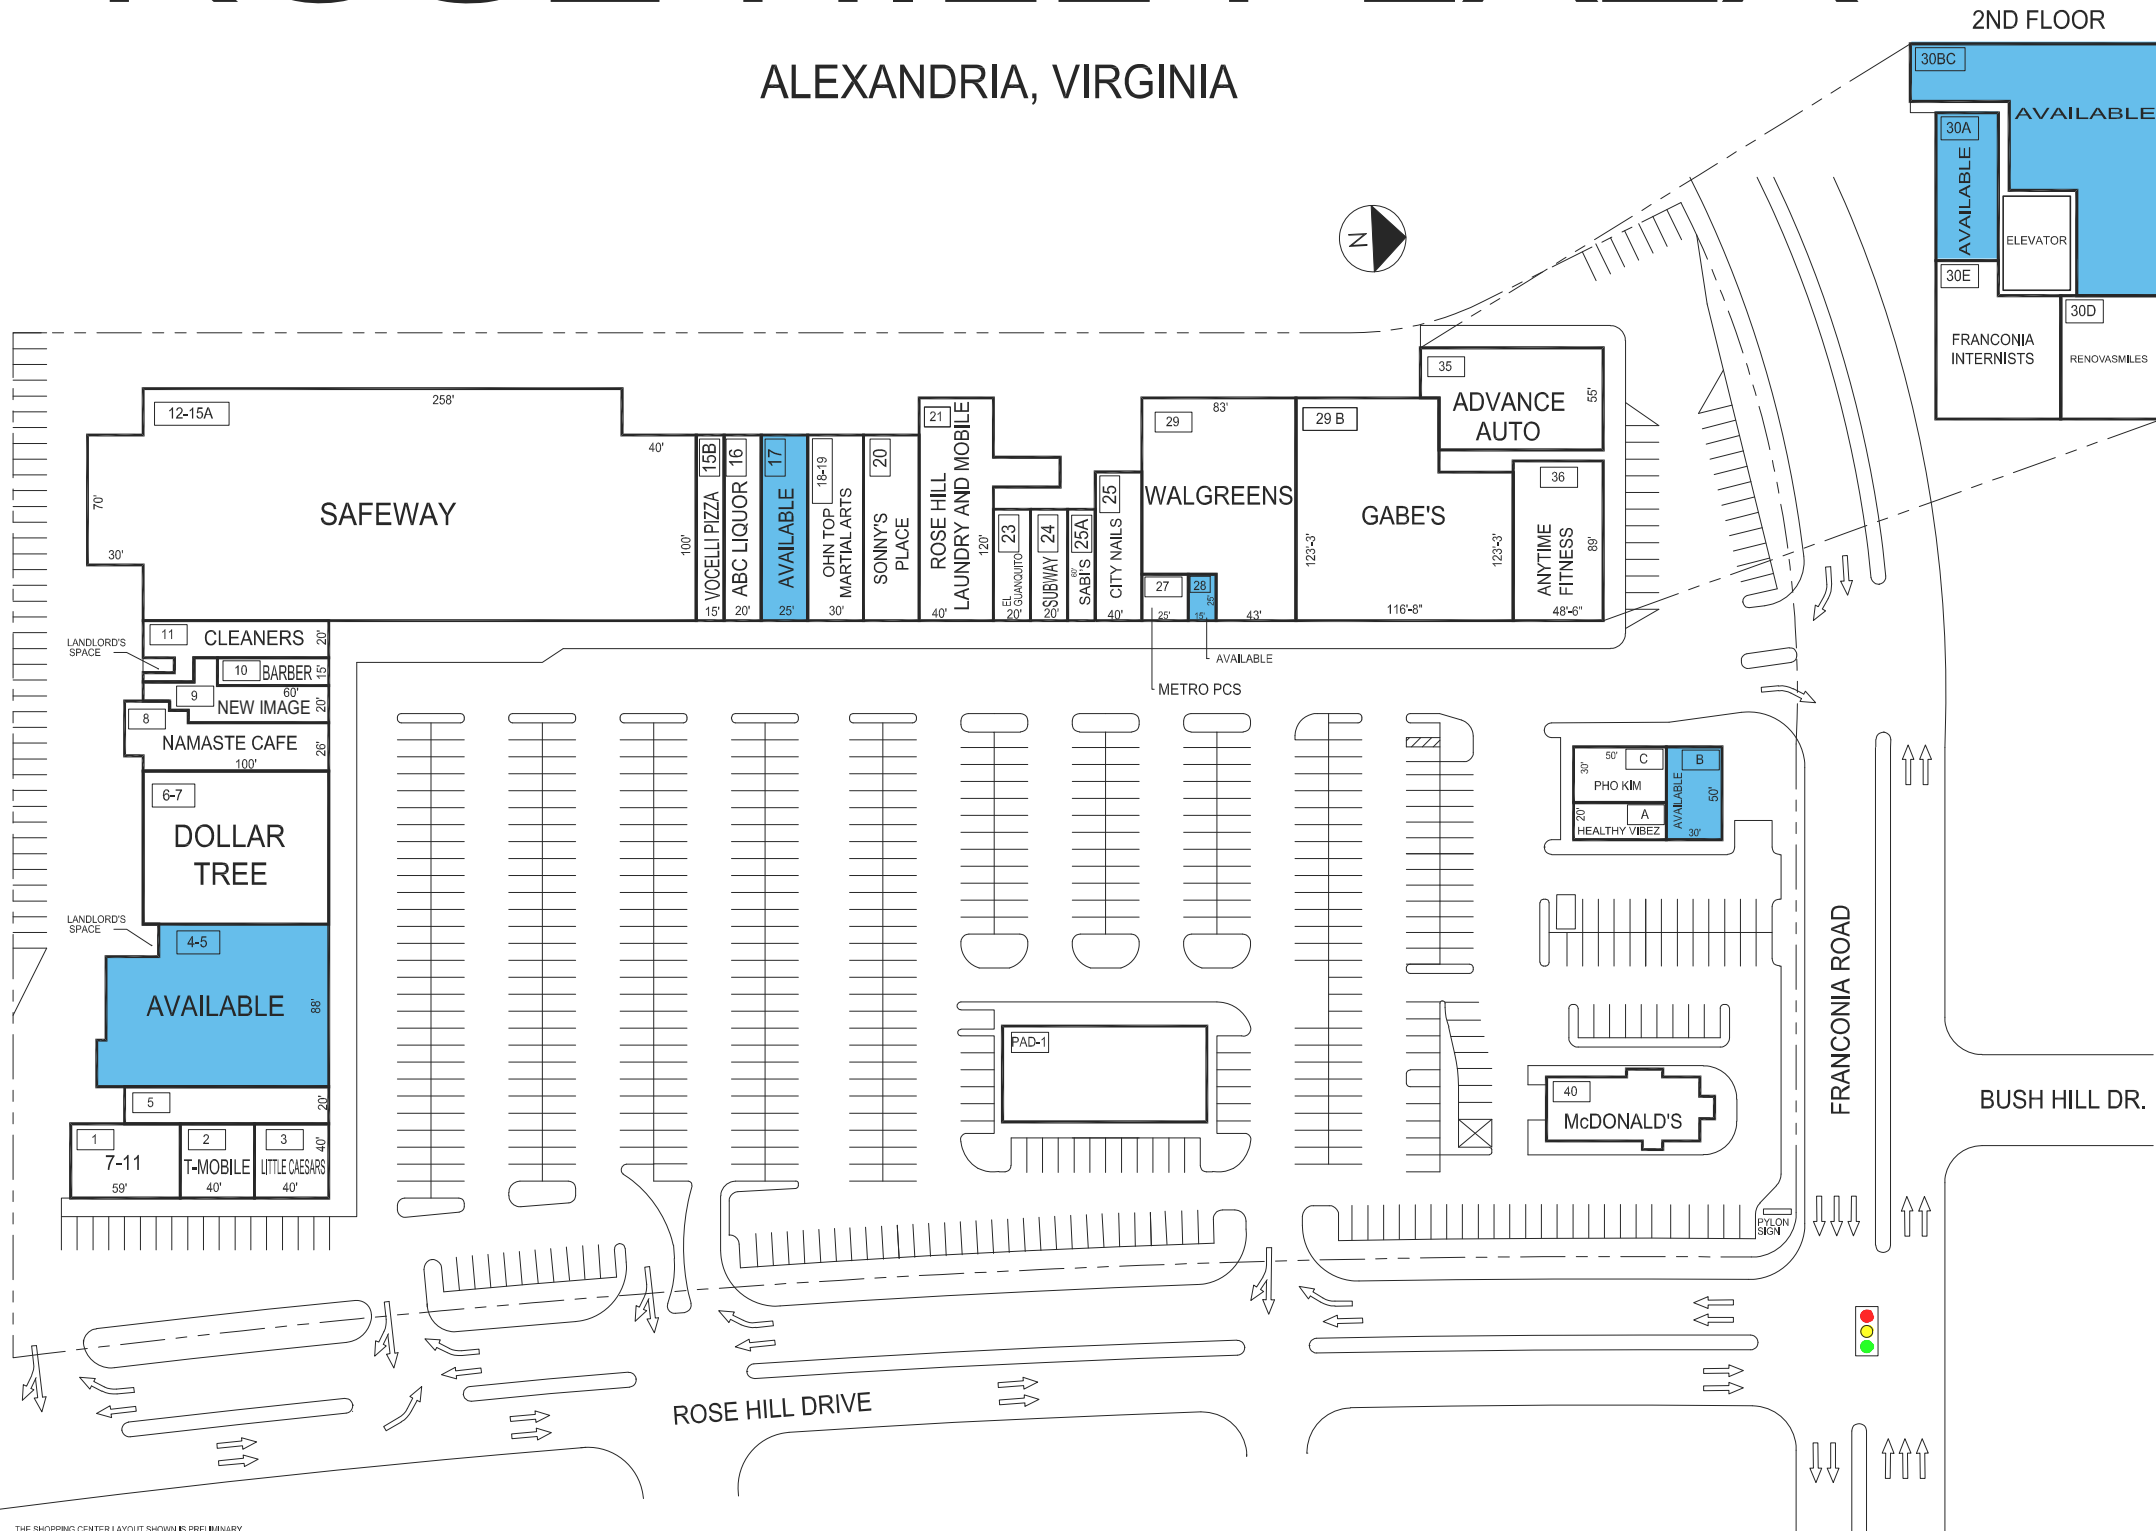 ALEXANDRIA, VIRGINIA
2ND FLOOR
30BC
AVAILABLE
30A
AVAILABLE
ELEVATOR
30E
FRANCONIA
INTERNISTS
30D
RENOVASMILES
N
12-15A
258'
40'
70'
30'
SAFEWAY
100'
15B
VOCELLI PIZZA
15'
16
ABC LIQUOR
20'
17
AVAILABLE
25'
18-19
OHN TOP
MARTIAL ARTS
30'
20
SONNY'S
PLACE
21
ROSE HILL
LAUNDRY AND MOBILE
120'
40'
23
EL
GUANQUITO
20'
24
SUBWAY
20'
25A
60'
SABI'S
25
CITY NAILS
40'
29
83'
WALGREENS
27
25'
28
25'
15'
43'
AVAILABLE
METRO PCS
29 B
GABE'S
123'-3'
123'-3'
116'-8"
35
ADVANCE
AUTO
55'
36
ANYTIME
FITNESS
89'
48'-6"
11
CLEANERS
20'
LANDLORD'S
SPACE
10
BARBER
15'
60'
9
NEW IMAGE
20'
8
NAMASTE CAFE
26'
100'
6-7
DOLLAR
TREE
LANDLORD'S
SPACE
4-5
AVAILABLE
88'
5
20'
1
7-11
59'
2
T-MOBILE
40'
3
LITTLE CAESARS
40'
40'
50'
C
30'
PHO KIM
B
AVAILABLE
50'
30'
20'
A
HEALTHY VIBEZ
PAD-1
40
McDONALD'S
PYLON
SIGN
FRANCONIA ROAD
BUSH HILL DR.
ROSE HILL DRIVE
THE SHOPPING CENTER LAYOUT SHOWN IS PRELIMINARY